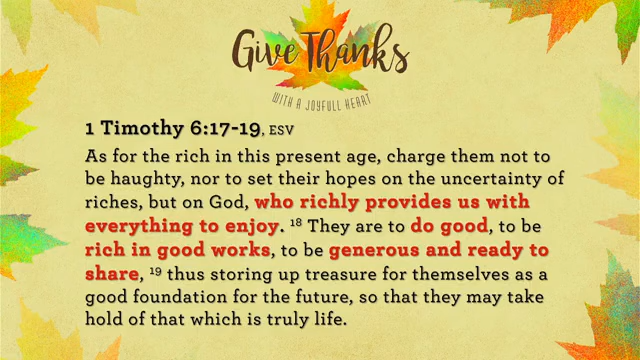 Give Thanks
WITH A JOYFULL HEART
1 Timothy 6:17-19, ESV
As for the rich in this present age, charge them not to
be haughty, nor to set their hopes on the uncertainty of
riches, but on God, who richly provides us with
everything to enjoy. 18 They are to do good, to be
rich in good works, to be generous and ready to
share, 19 thus storing up treasure for themselves as a
good foundation for the future, so that they may take
hold of that which is truly life.